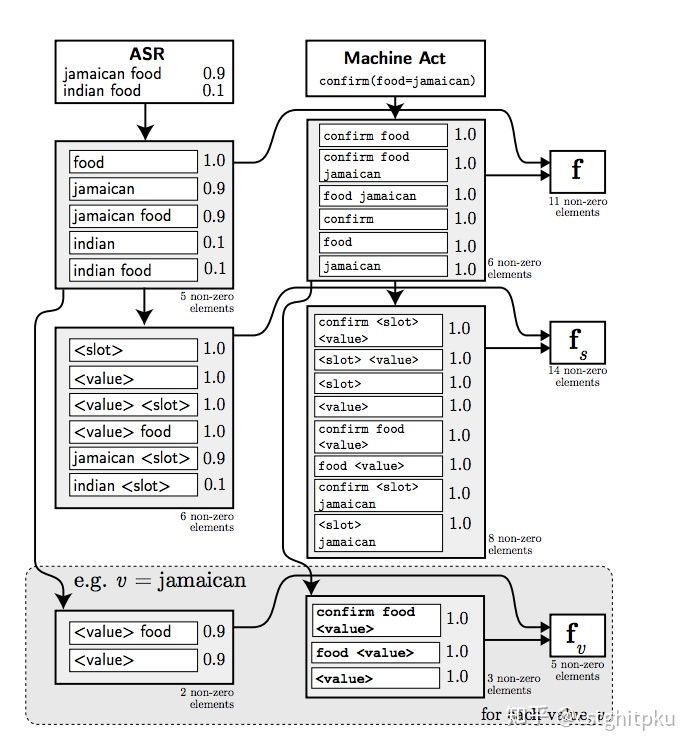 ASR
jamaican food 0.9
indian food 0.1
Machine Act
confirm(food=jamaican)
food 1.0
jamaican 0.9
jamaican food 0.9
indian 0.1
indian food 0.1
5 non-zero
elements
confirm food 1.0
confirm food
jamaican 1.0
food jamaican 1.0
confirm 1.0
food 1.0
jamaican 1.0
6 non-zero
elements
f
11 non-zero
elements
<slot> 1.0
<value> 1.0
<value> <slot> 1.0
<value> food 1.0
jamaican <slot> 0.9
indian <slot> 0.1
6 non-zero
elements
confirm <slot>
<value> 1.0
<slot> <value> 1.0
<slot> 1.0
<value> 1.0
confirm food
<value> 1.0
food <value> 1.0
confirm <slot>
jamaican 1.0
<slot>
jamaican 1.0
8 non-zero
elements
f s
14 non-zero
elements
e.g. v = jamaican
<value> food 0.9
<value> 0.9
2 non-zero
elements
confirm food
<value> 1.0
food <value> 1.0
<value> 1.0
3 non-zero
elements
f v
5 non-zero
elements
for each value, v